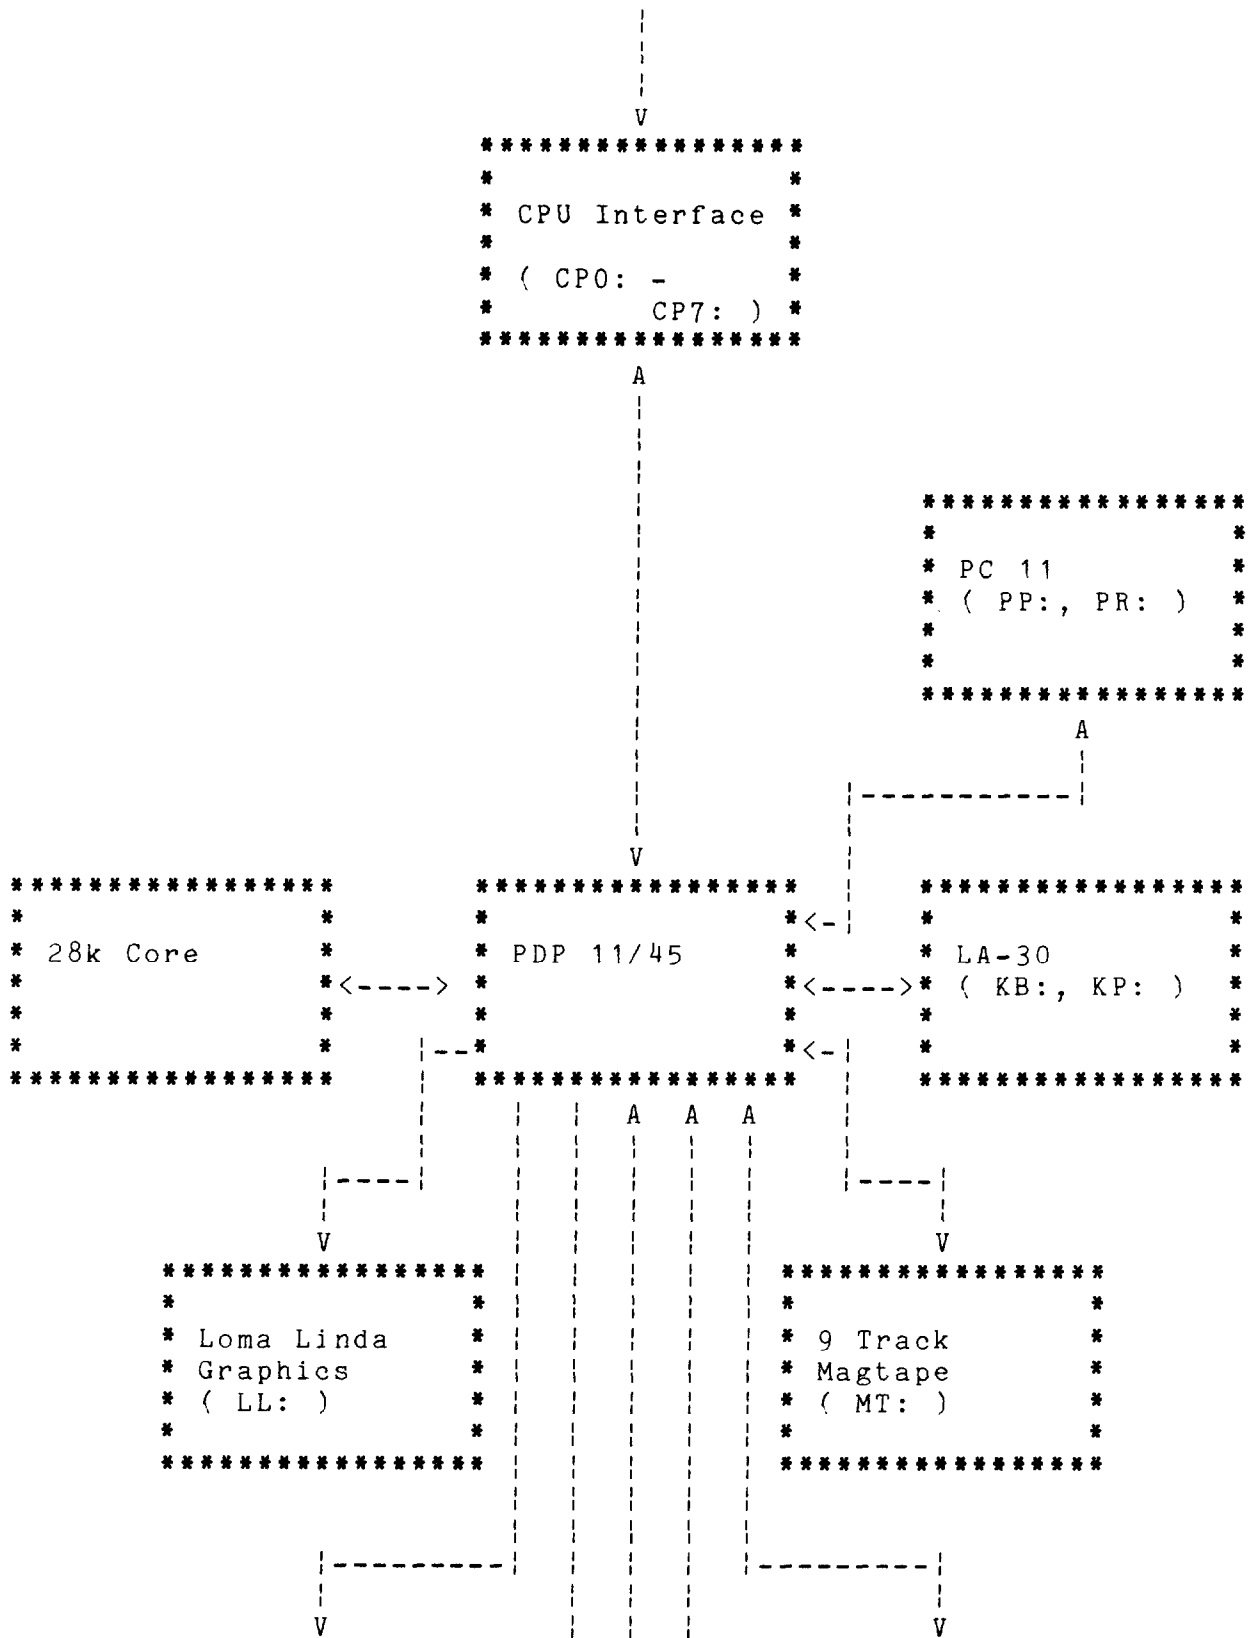 CPU Interface
( CP0: -
CP7: )
PC 11
( PP:, PR: )
28k Core
PDP 11/45
LA-30
( KB:, KP: )
Loma Linda
Graphics
( LL: )
9 Track
Magtape
( MT: )